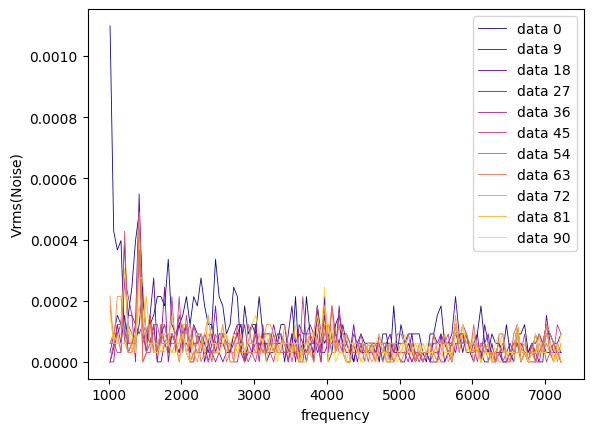 0.0010
0.0008
0.0006
0.0004
0.0002
0.0000
Vrms(Noise)
1000 2000 3000 4000 5000 6000 7000
frequency
data 0
data 9
data 18
data 27
data 36
data 45
data 54
data 63
data 72
data 81
data 90